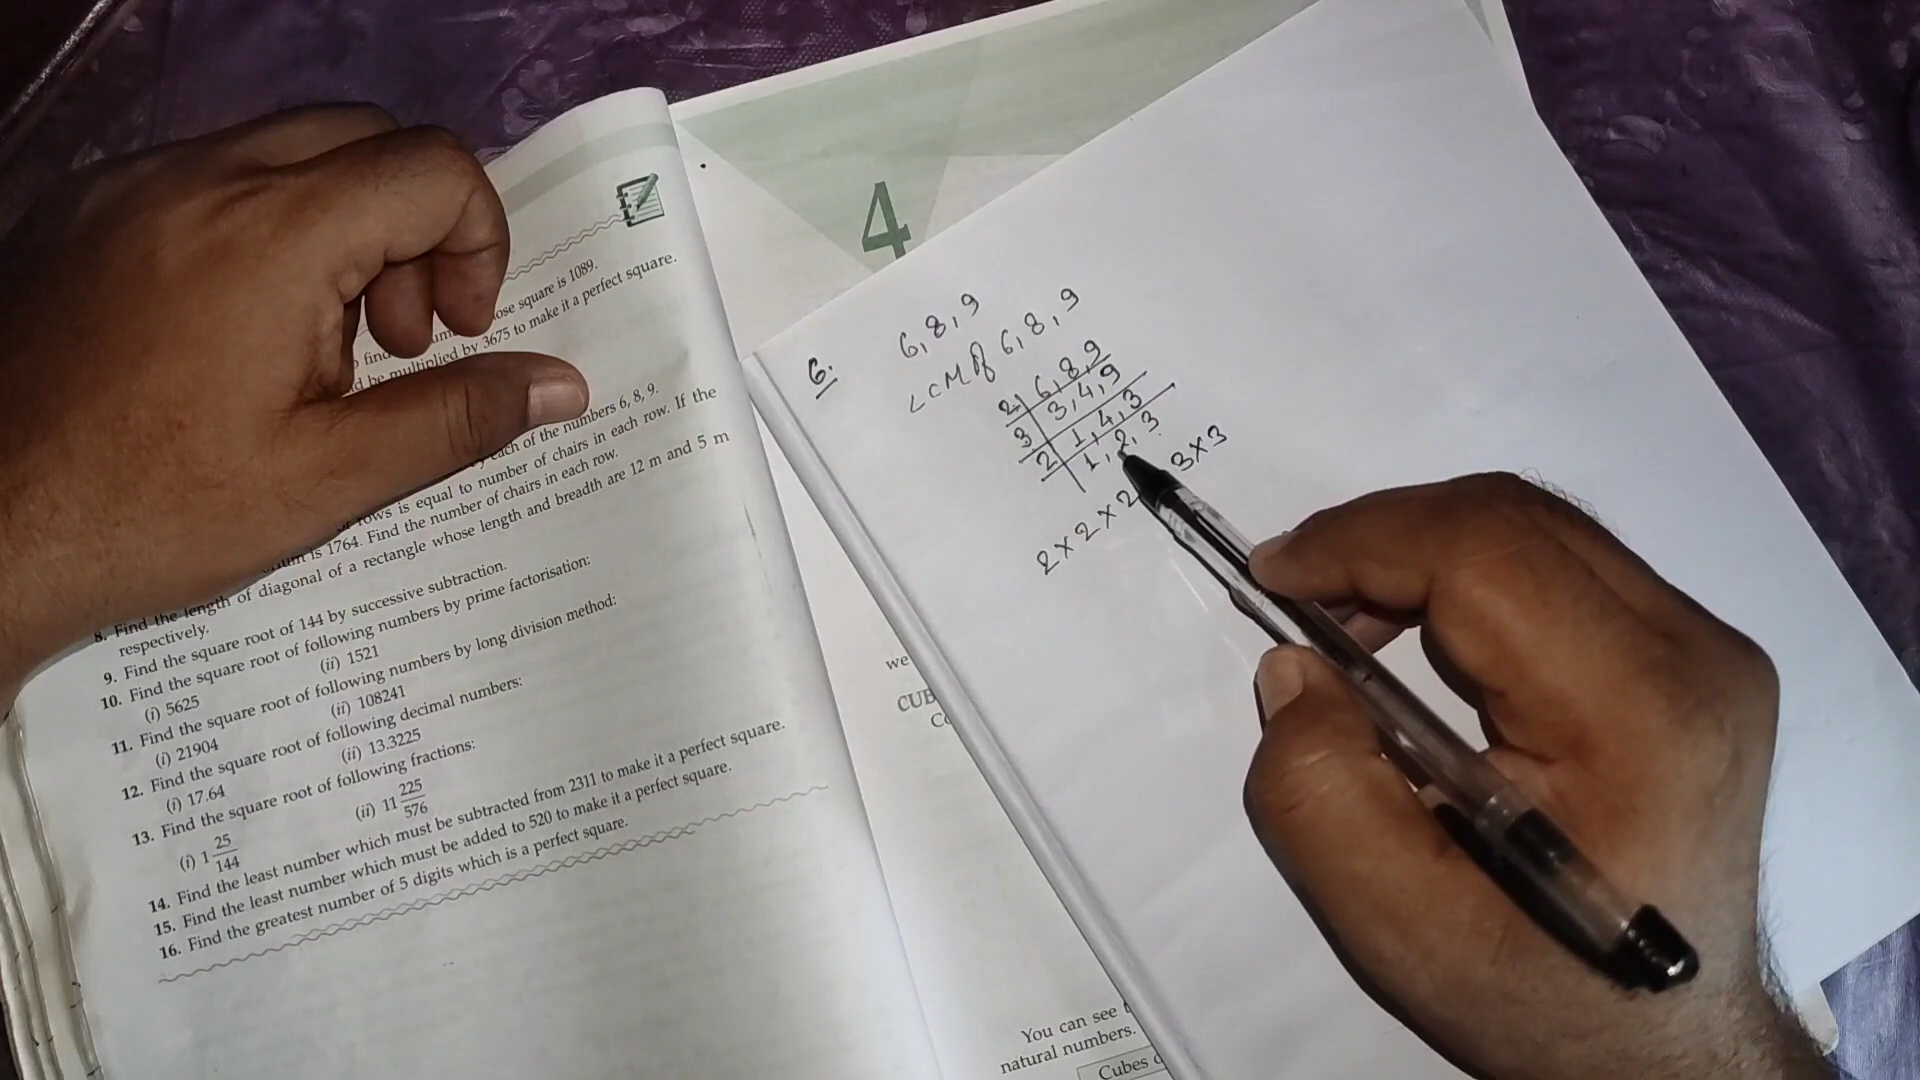 4
ose square is 1089.
be multiplied by 3675 to make it a perfect square.
each of the numbers 6, 8, 9.
rows is equal to number of chairs in each row. If the
is 1764. Find the number of chairs in each row.
8. Find the length of diagonal of a rectangle whose length and breadth are 12 m and 5 m
respectively.
9. Find the square root of 144 by successive subtraction.
10. Find the square root of following numbers by prime factorisation:
(i) 5625 (ii) 1521
11. Find the square root of following numbers by long division method:
(i) 21904 (ii) 108241
12. Find the square root of following decimal numbers:
(i) 17.64 (ii) 13.3225
13. Find the square root of following fractions:
(i) 1 25/144 (ii) 11 225/576
14. Find the least number which must be subtracted from 2311 to make it a perfect square.
15. Find the least number which must be added to 520 to make it a perfect square.
16. Find the greatest number of 5 digits which is a perfect square.
6. 6, 8, 9
LCM of 6, 8, 9
2 6, 8, 9
3 3, 4, 9
2 1, 4, 3
1, 2, 3
2 × 2 × 2 3 × 3
we
CUB
You can see
natural numbers.
Cubes